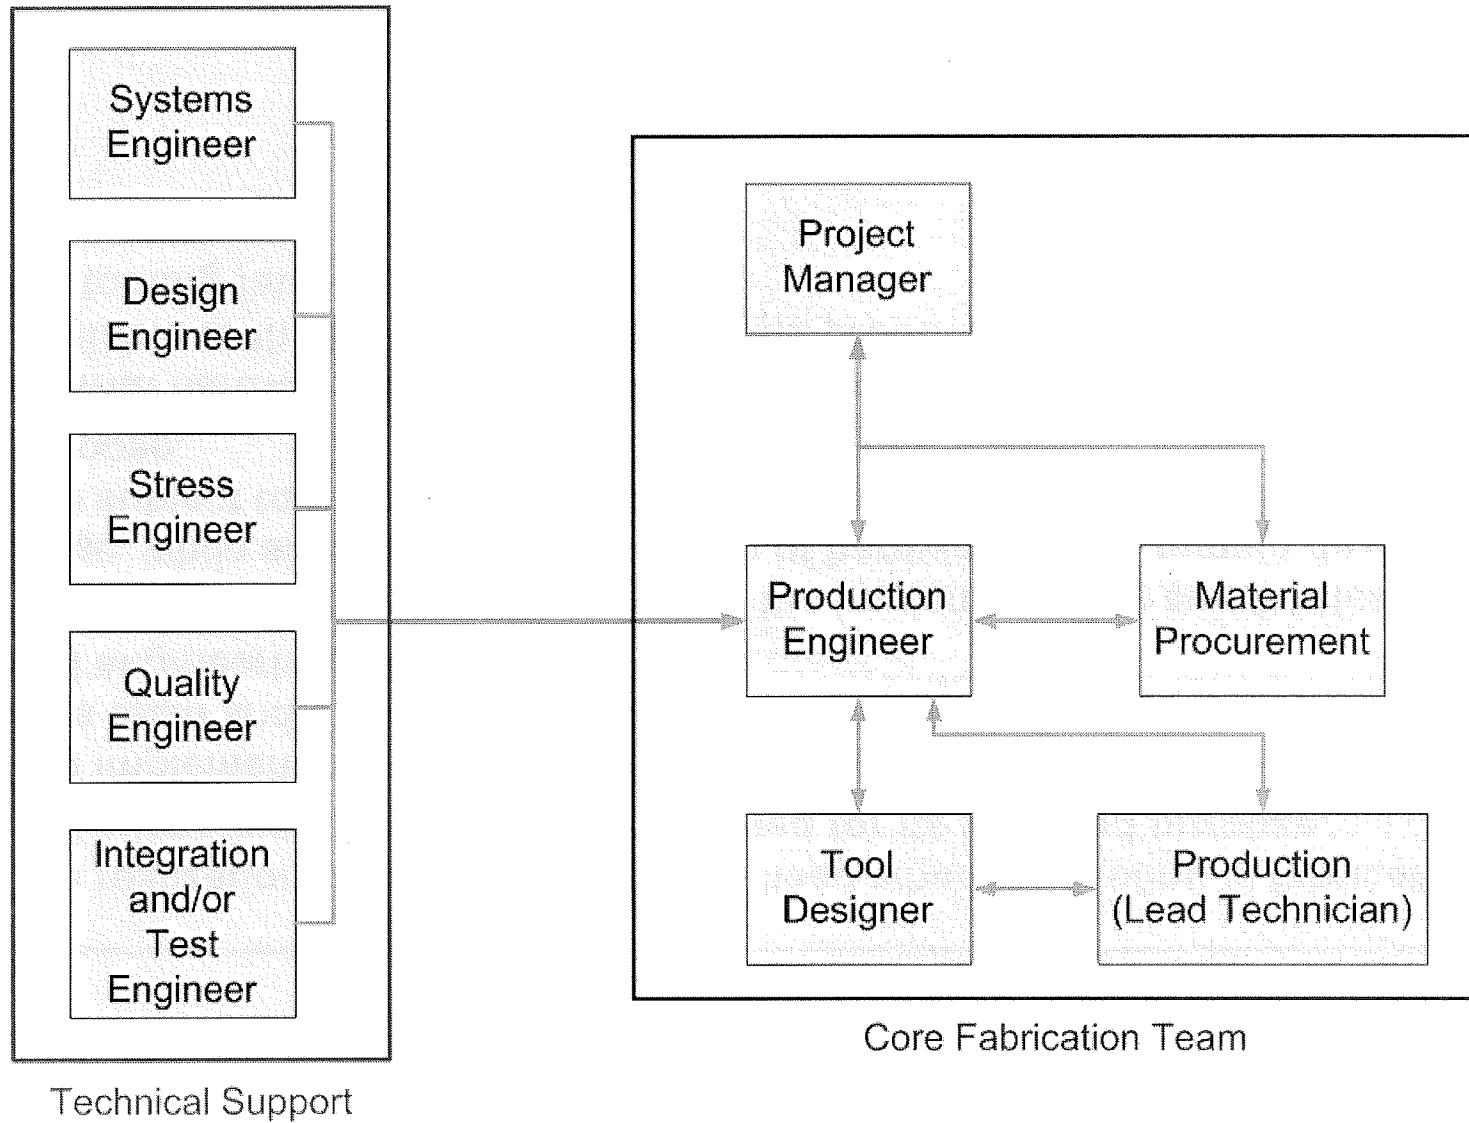 Systems
Engineer
Design
Engineer
Stress
Engineer
Quality
Engineer
Integration
and/or
Test
Engineer
Technical Support
Project
Manager
Production
Engineer
Material
Procurement
Tool
Designer
Production
(Lead Technician)
Core Fabrication Team